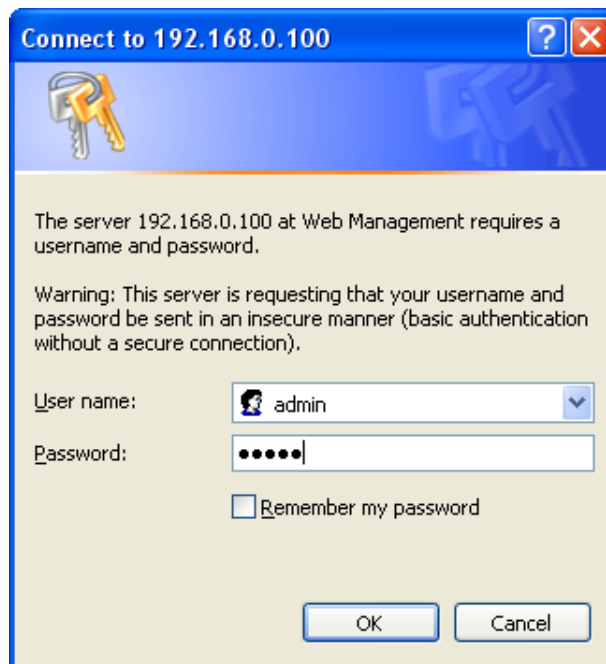 Connect to 192.168.0.100
The server 192.168.0.100 at Web Management requires a
username and password.
Warning: This server is requesting that your username and
password be sent in an insecure manner (basic authentication
without a secure connection).
User name:
admin
Password:
●●●●●
Remember my password
OK
Cancel